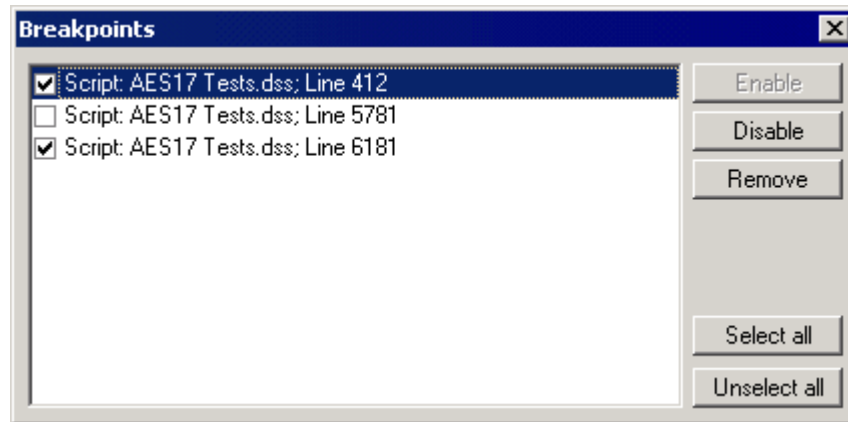 Breakpoints
Script: AES17 Tests.dss; Line 412
Script: AES17 Tests.dss; Line 5781
Script: AES17 Tests.dss; Line 6181
Enable
Disable
Remove
Select all
Unselect all